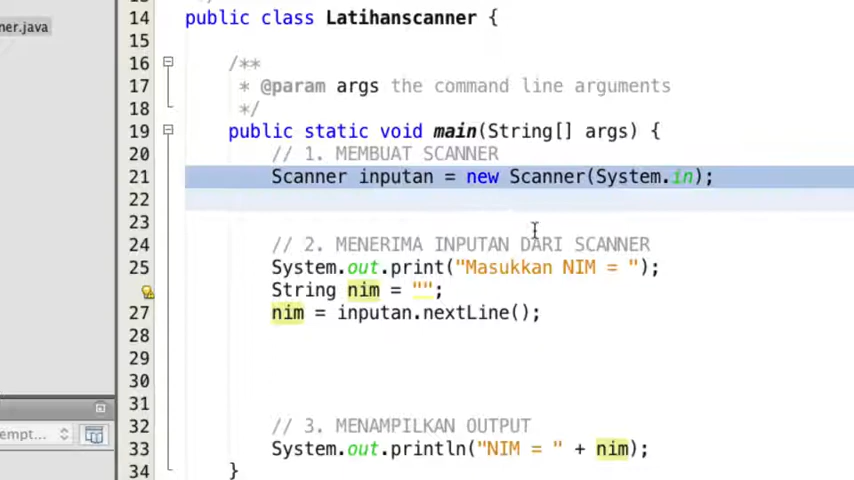 ner.java
14 public class Latihanscanner {
15
16 /**
17 * @param args the command line arguments
18 */
19 public static void main(String[] args) {
20 // 1. MEMBUAT SCANNER
21 Scanner inputan = new Scanner(System.in);
22
23
24 // 2. MENERIMA INPUTAN DARI SCANNER
25 System.out.print("Masukkan NIM = ");
String nim = "";
27 nim = inputan.nextLine();
28
29
30
31
32 // 3. MENAMPILKAN OUTPUT
33 System.out.println("NIM = " + nim);
34 }
empt...